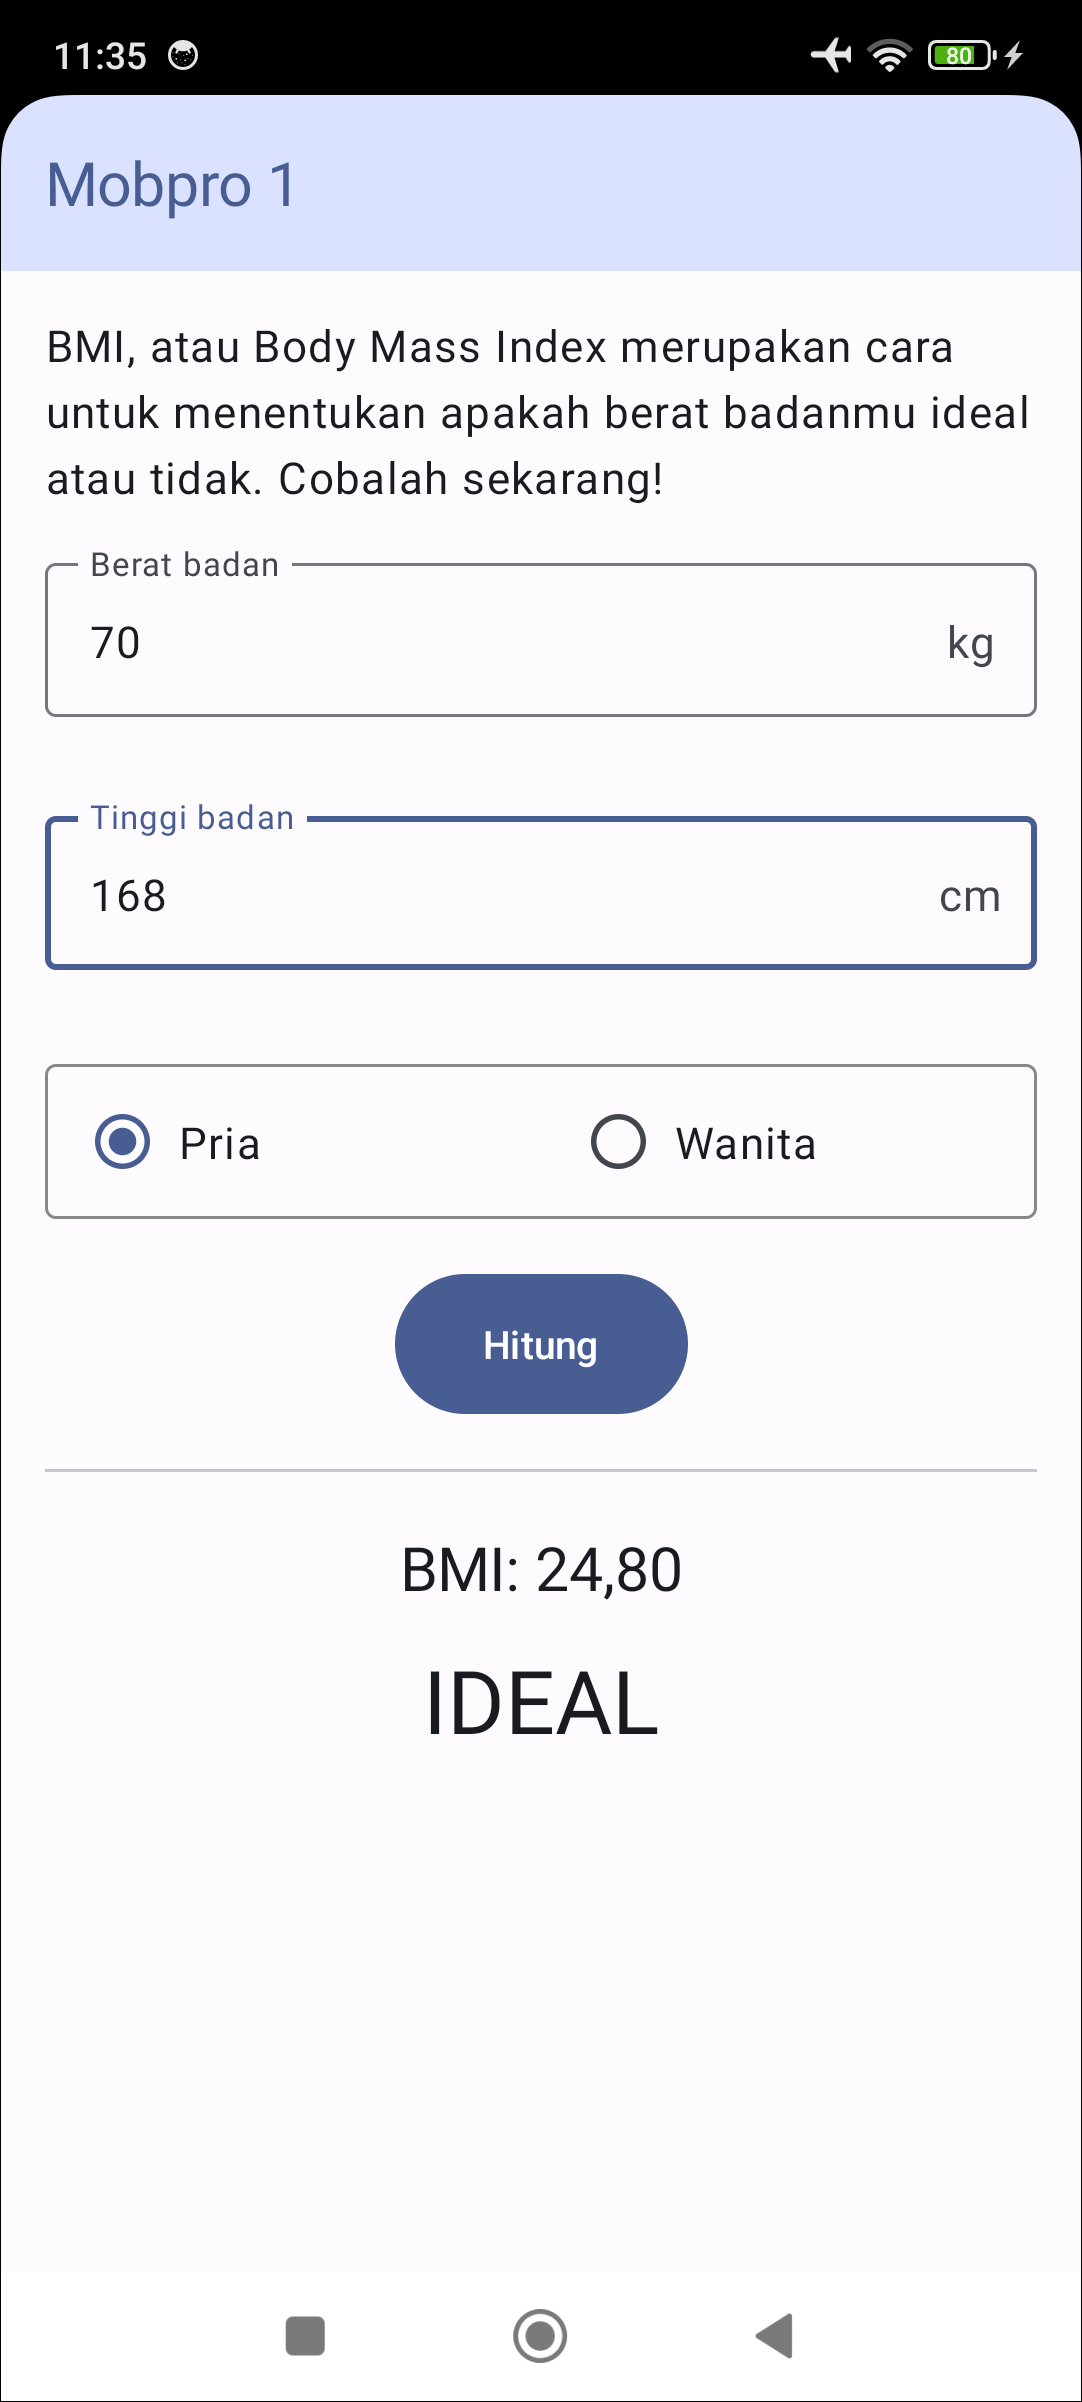 11:35
80
Mobpro 1
BMI, atau Body Mass Index merupakan cara
untuk menentukan apakah berat badanmu ideal
atau tidak. Cobalah sekarang!
Berat badan
70 kg
Tinggi badan
168 cm
Pria Wanita
Hitung
BMI: 24,80
IDEAL